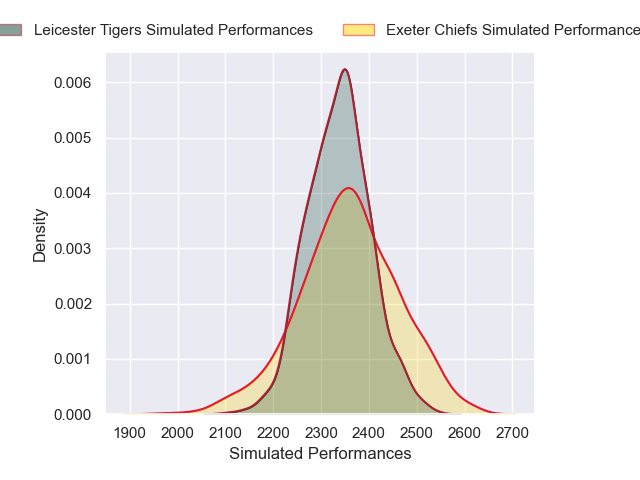 Leicester Tigers Simulated Performances Exeter Chiefs Simulated Performance
0.006
0.005
0.004
0.003
0.002
0.001
0.000
Density
1900 2000 2100 2200 2300 2400 2500 2600 2700
Simulated Performances